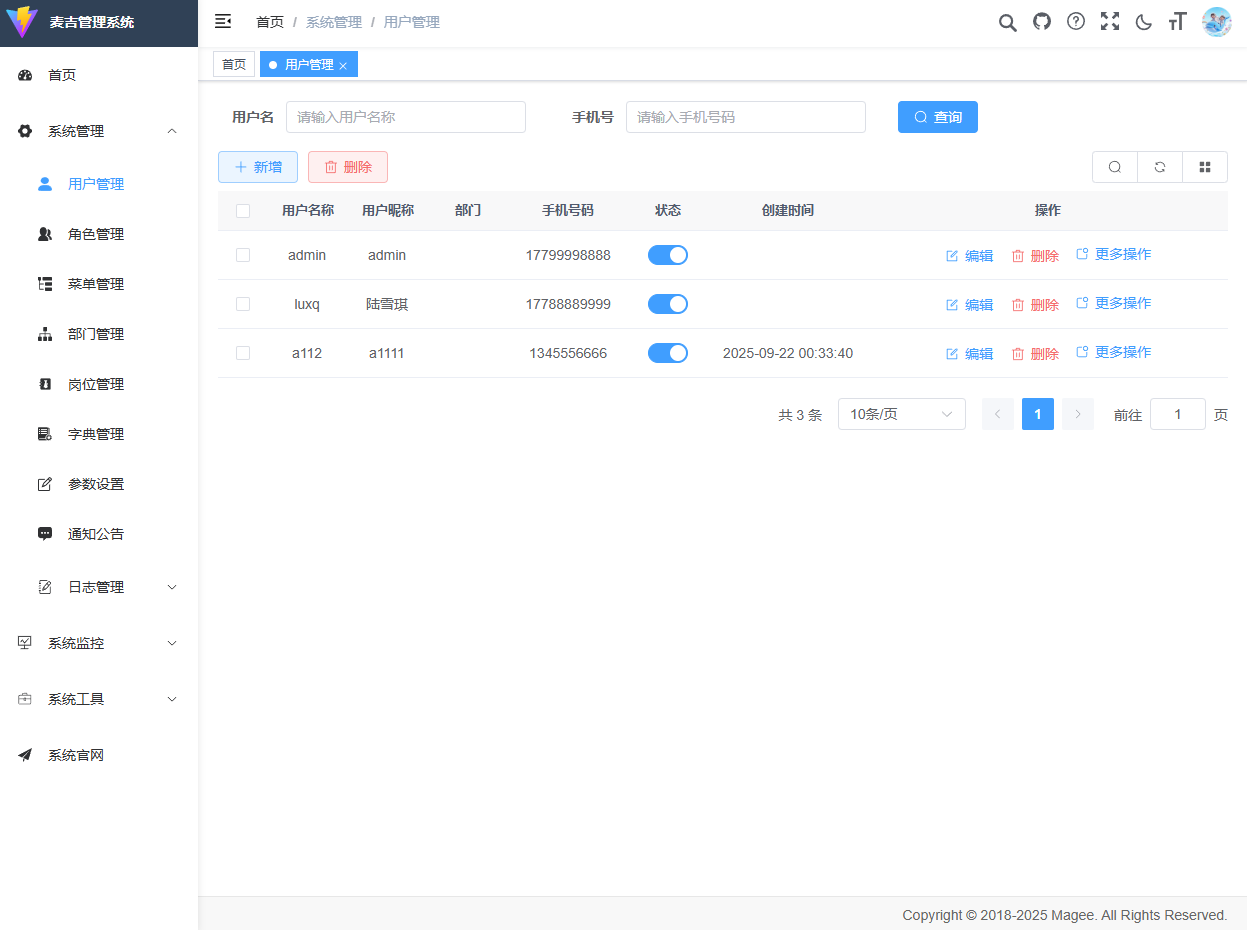 麦吉管理系统
首页 / 系统管理 / 用户管理
首页 用户管理
首页
系统管理
用户管理
角色管理
菜单管理
部门管理
岗位管理
字典管理
参数设置
通知公告
日志管理
系统监控
系统工具
系统官网
用户名 请输入用户名称 手机号 请输入手机号码 查询
新增 删除
用户名称 用户昵称 部门 手机号码 状态 创建时间 操作
admin admin 17799998888 编辑 删除 更多操作
luxq 陆雪琪 17788889999 编辑 删除 更多操作
a112 a1111 1345556666 2025-09-22 00:33:40 编辑 删除 更多操作
共 3 条 10条/页 1 前往 1 页
Copyright © 2018-2025 Magee. All Rights Reserved.